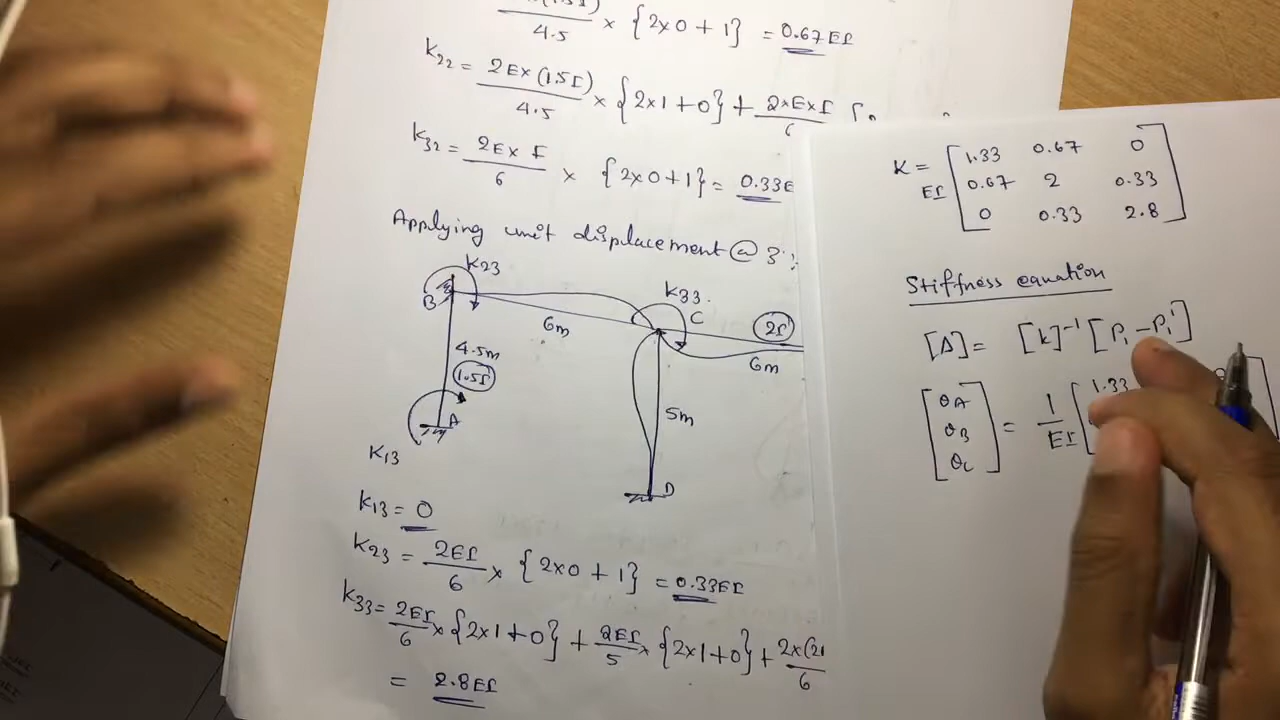 4.5 × {2×0 + 1} = 0.67EI
K22 = 2E×(1.5I)/4.5 × {2×1+0} + 2×E×I/6
K32 = 2E×I/6 × {2×0+1} = 0.33E
Applying unit displacement @ 3:
K23
B
6m
K33.
C
2I
6m
4.5m
1.5I
A
5m
K13
D
K13 = 0
K23 = 2EI/6 × {2×0 + 1} = 0.33EI
K33 = 2EI/6 × {2×1+0} + 2EI/5 × {2×1+0} + 2×(2I/6
= 2.8EI
K = EI [1.33 0.67 0
0.67 2 0.33
0 0.33 2.8]
Stiffness equation
[Δ] = [k]⁻¹ [P₁ - P₁']
[θA
θB
θC] = 1/EI [1.33